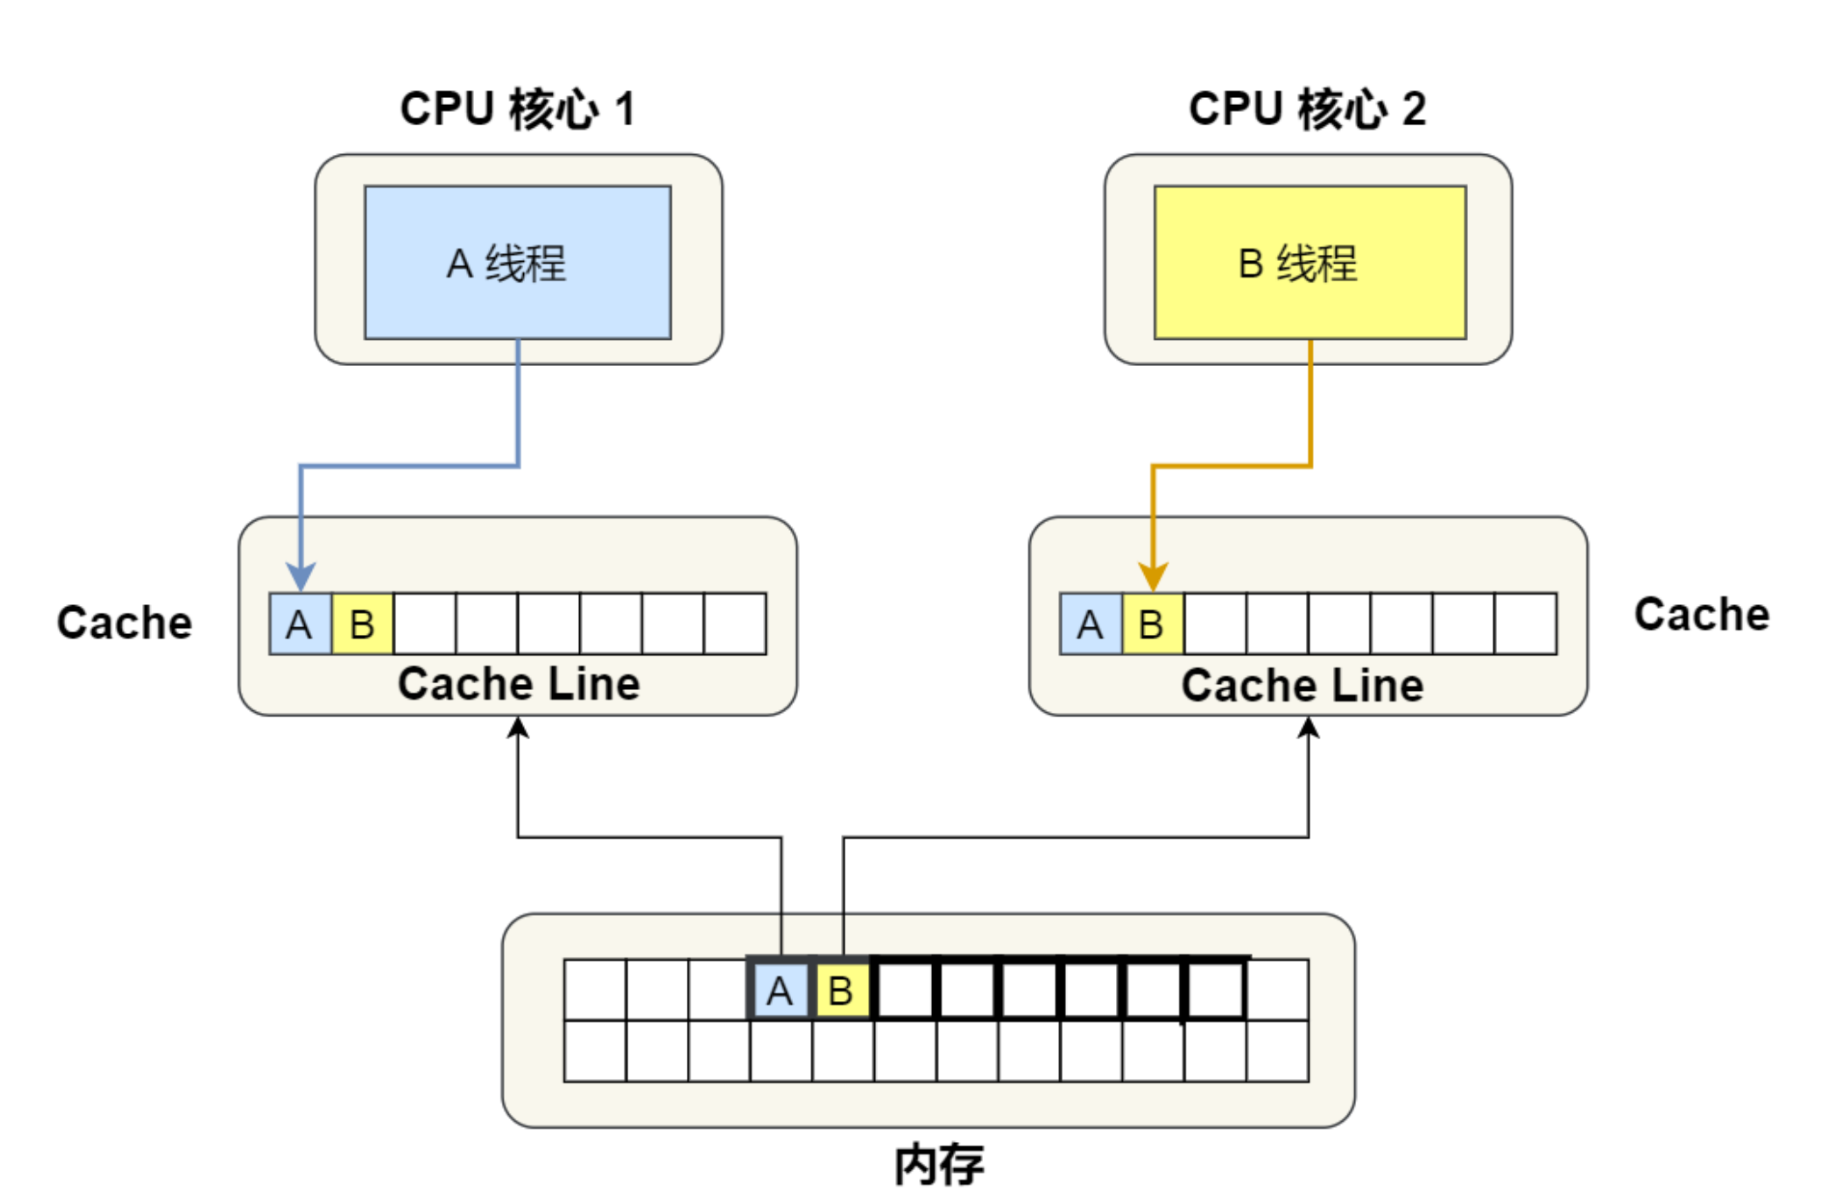 CPU 核心 1
CPU 核心 2
A 线程
B 线程
Cache
A B
Cache Line
A B
Cache Line
Cache
A B
内存